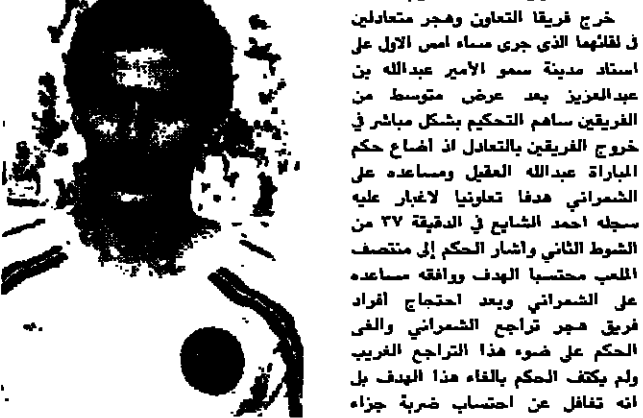 خرج فريقا التعاون وهجر متعادلين
في لقائهما الذي جرى مساء امس الاول على
استاد مدينة سمو الأمير عبدالله بن
عبدالعزيز بعد عرض متوسط من
الفريقين ساهم التحكيم بشكل مباشر في
خروج الفريقين بالتعادل اذ أضاع حكم
المباراة عبدالله العقيل ومساعده على
الشمراني هدفا تعاونيا لاغبار عليه
سجله احمد الشايع في الدقيقة ٣٧ من
الشوط الثاني وأشار الحكم إلى منتصف
الملعب محتسبا الهدف ووافقه مساعده
على الشمراني وبعد احتجاج أفراد
فريق هجر تراجع الشمراني والغى
الحكم على ضوء هذا التراجع الغريب
ولم يكتف الحكم بالغاء هذا الهدف بل
انه تغافل عن احتساب ضربة جزاء